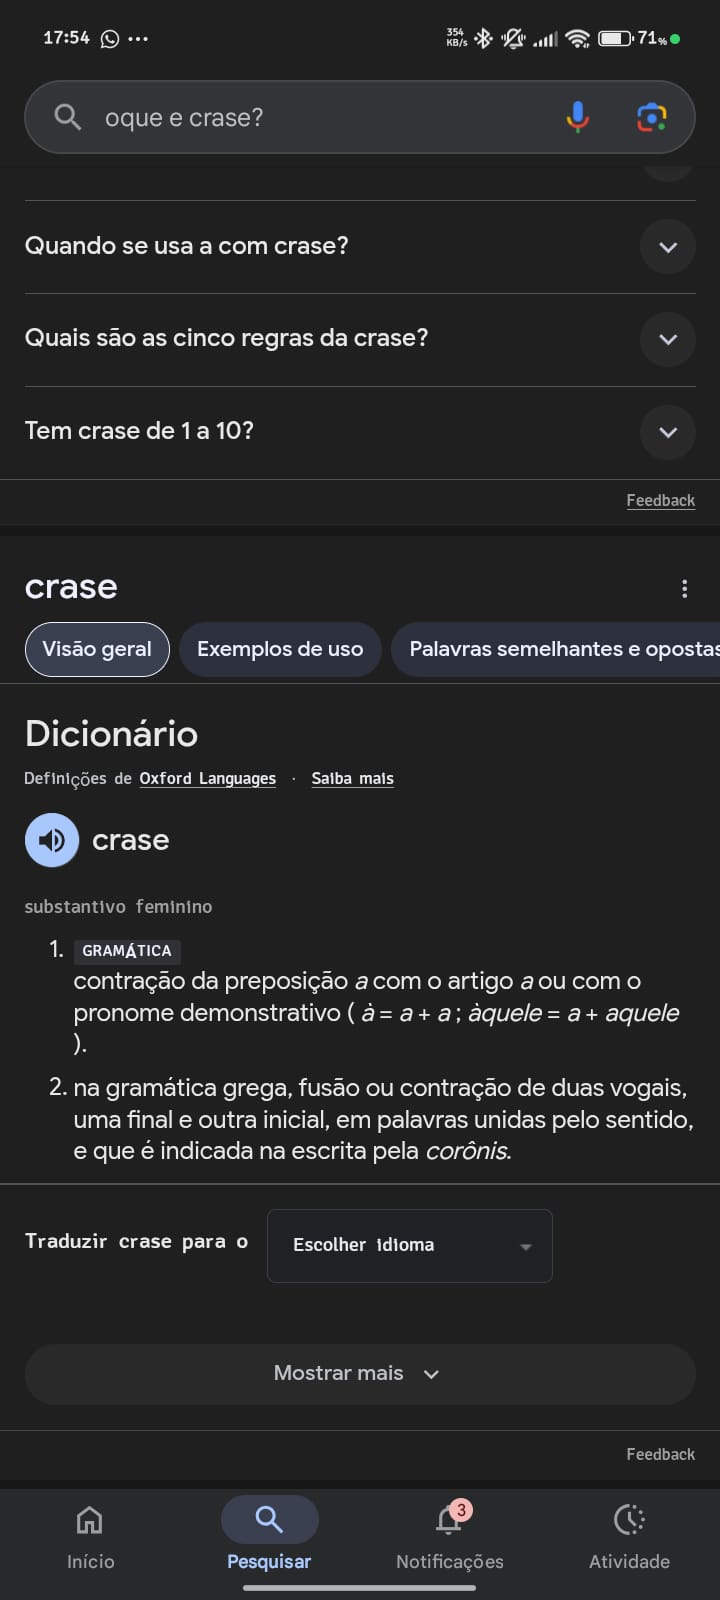 17:54
354
KB/s
71%
oque e crase?
Quando se usa a com crase?
Quais são as cinco regras da crase?
Tem crase de 1 a 10?
Feedback
crase
Visão geral
Exemplos de uso
Palavras semelhantes e opostas
Dicionário
Definições de Oxford Languages · Saiba mais
crase
substantivo feminino
1. GRAMÁTICA
contração da preposição a com o artigo a ou com o
pronome demonstrativo ( à = a + a ; àquele = a + aquele
).
2. na gramática grega, fusão ou contração de duas vogais,
uma final e outra inicial, em palavras unidas pelo sentido,
e que é indicada na escrita pela corônis.
Traduzir crase para o
Escolher idioma
Mostrar mais
Feedback
3
Início
Pesquisar
Notificações
Atividade